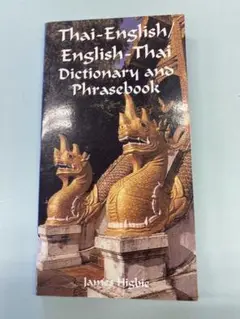 Thai-English/
English-Thai
Dictionary and
Phrasebook
James Higbie